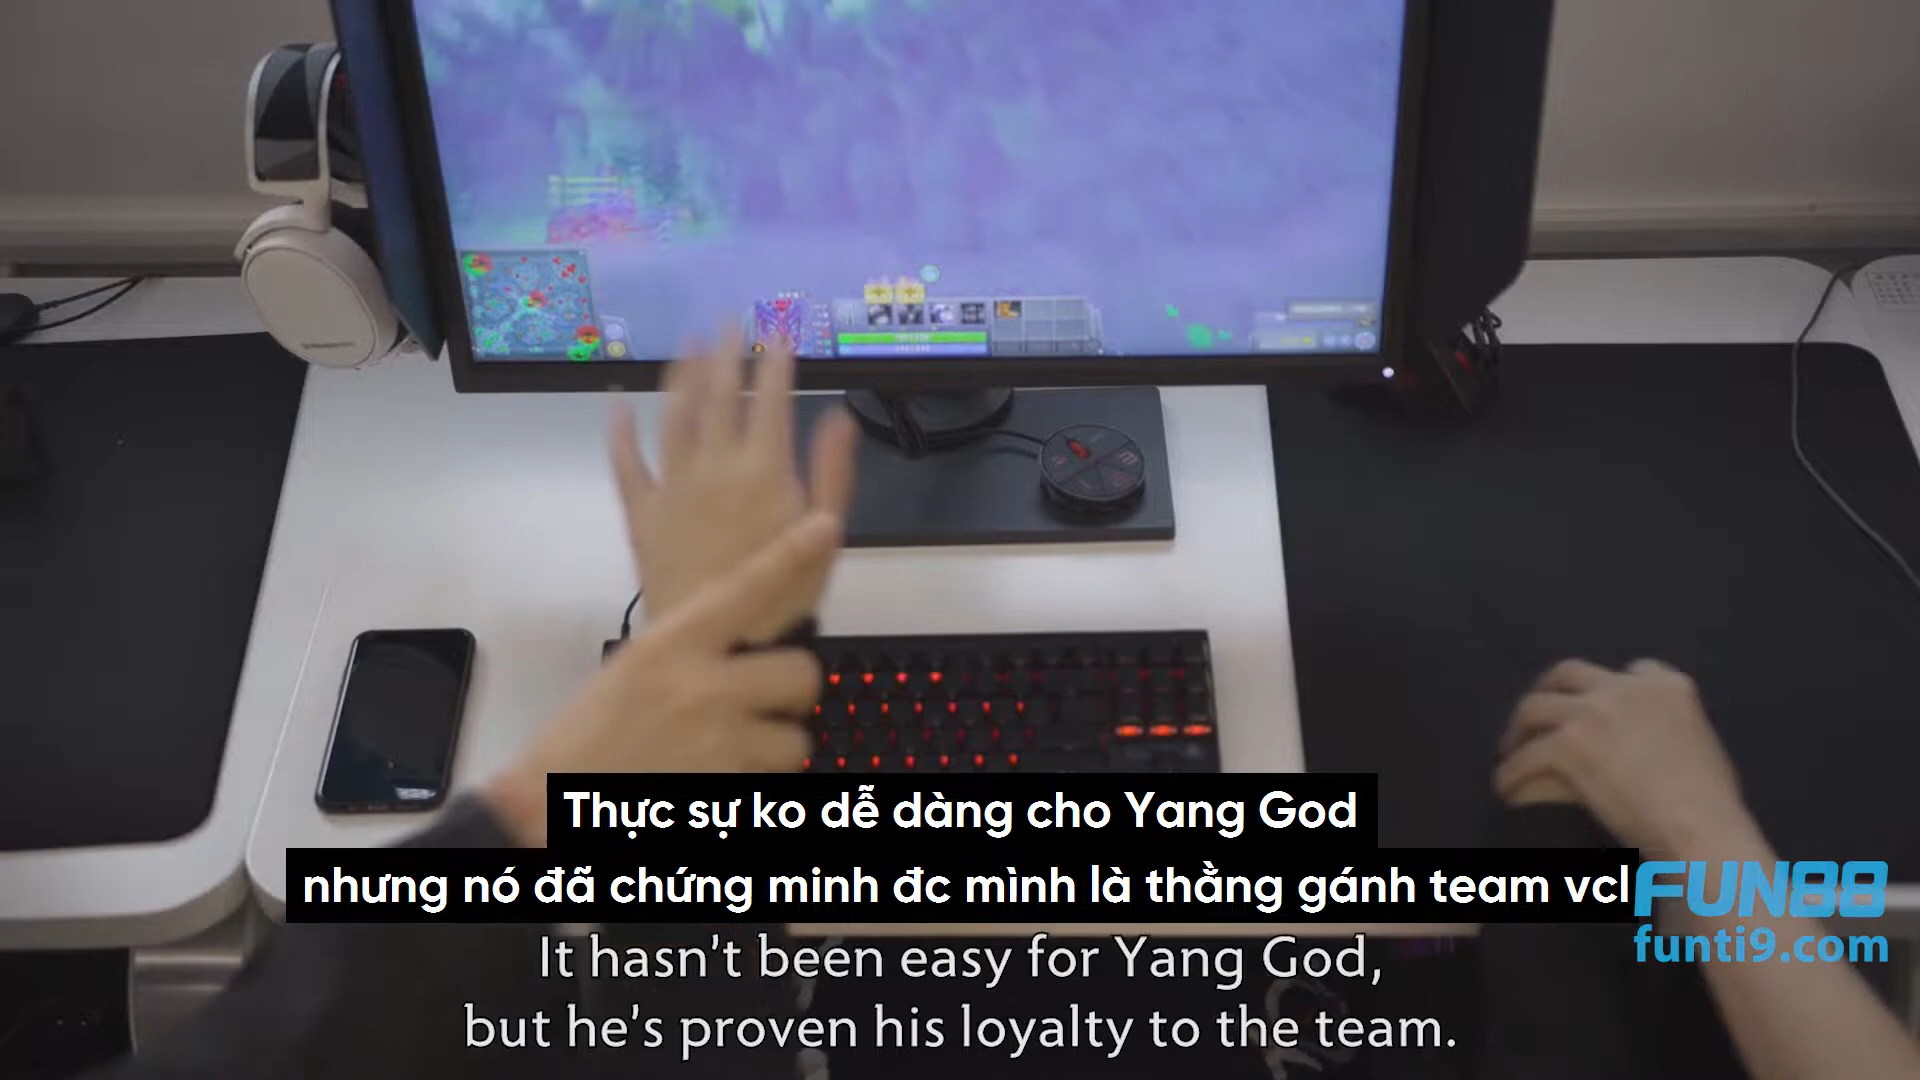 Thực sự ko dễ dàng cho Yang God
nhưng nó đã chứng minh đc mình là thằng gánh team vcl
FUN88
funti9.com
It hasn't been easy for Yang God,
but he's proven his loyalty to the team.